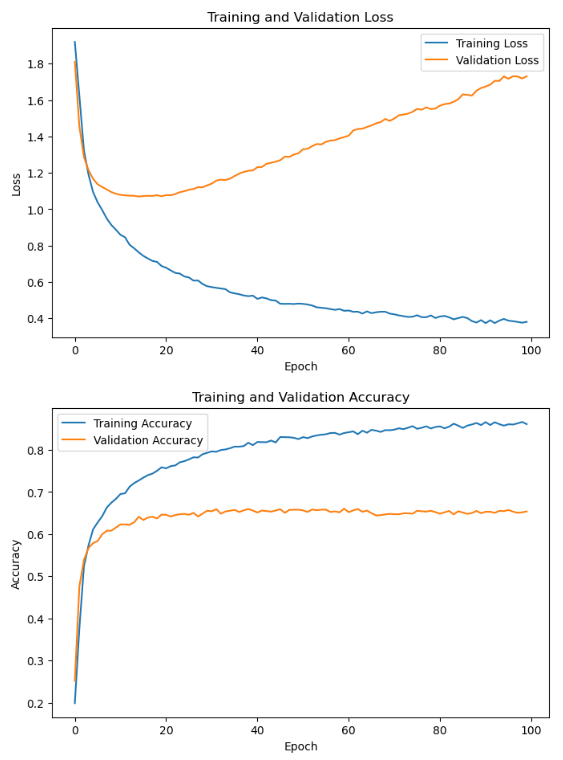 Training and Validation Loss
Training Loss
Validation Loss
1.8
1.6
1.4
1.2
1.0
0.8
0.6
0.4
Loss
0 20 40 60 80 100
Epoch
Training and Validation Accuracy
Training Accuracy
Validation Accuracy
0.8
0.7
0.6
0.5
0.4
0.3
0.2
Accuracy
0 20 40 60 80 100
Epoch